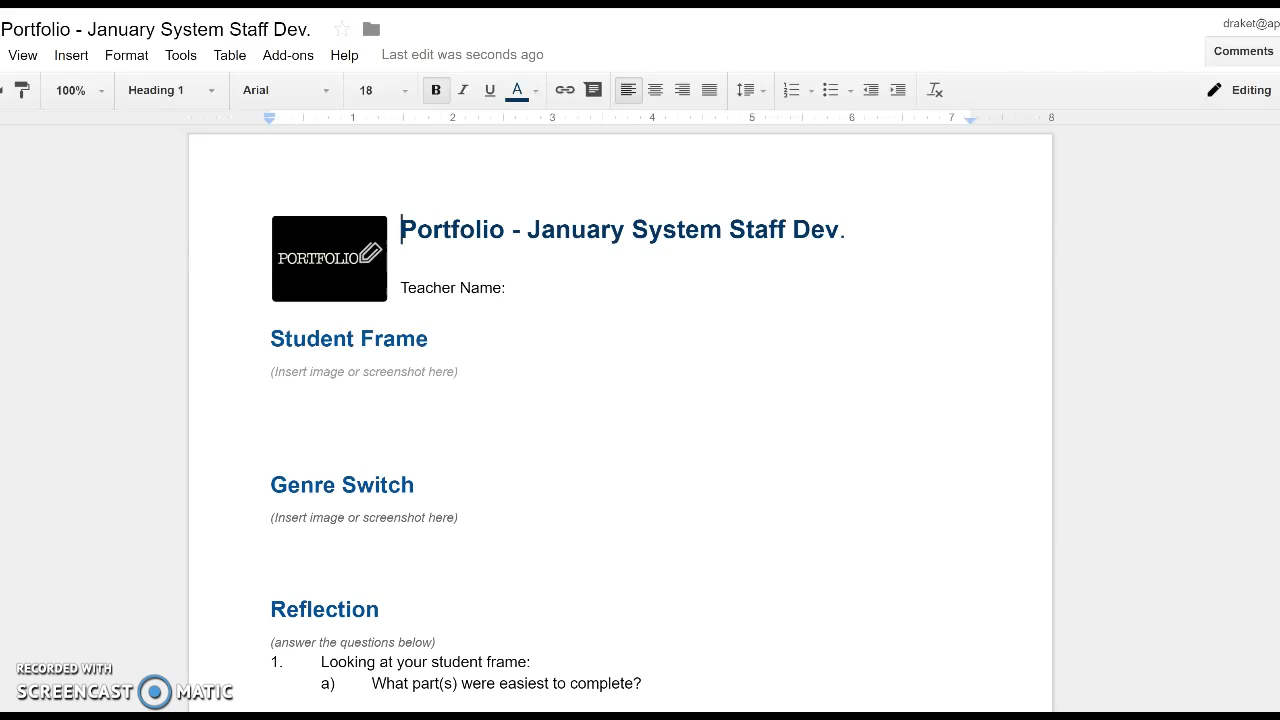 Portfolio - January System Staff Dev.
draket@ap
View Insert Format Tools Table Add-ons Help Last edit was seconds ago
Comments
100% Heading 1 Arial 18 B I U A Editing
1 2 3 4 5 6 7 8
Portfolio - January System Staff Dev.
PORTFOLIO
Teacher Name:
Student Frame
(Insert image or screenshot here)
Genre Switch
(Insert image or screenshot here)
Reflection
(answer the questions below)
1. Looking at your student frame:
a) What part(s) were easiest to complete?
RECORDED WITH
SCREENCAST MATIC